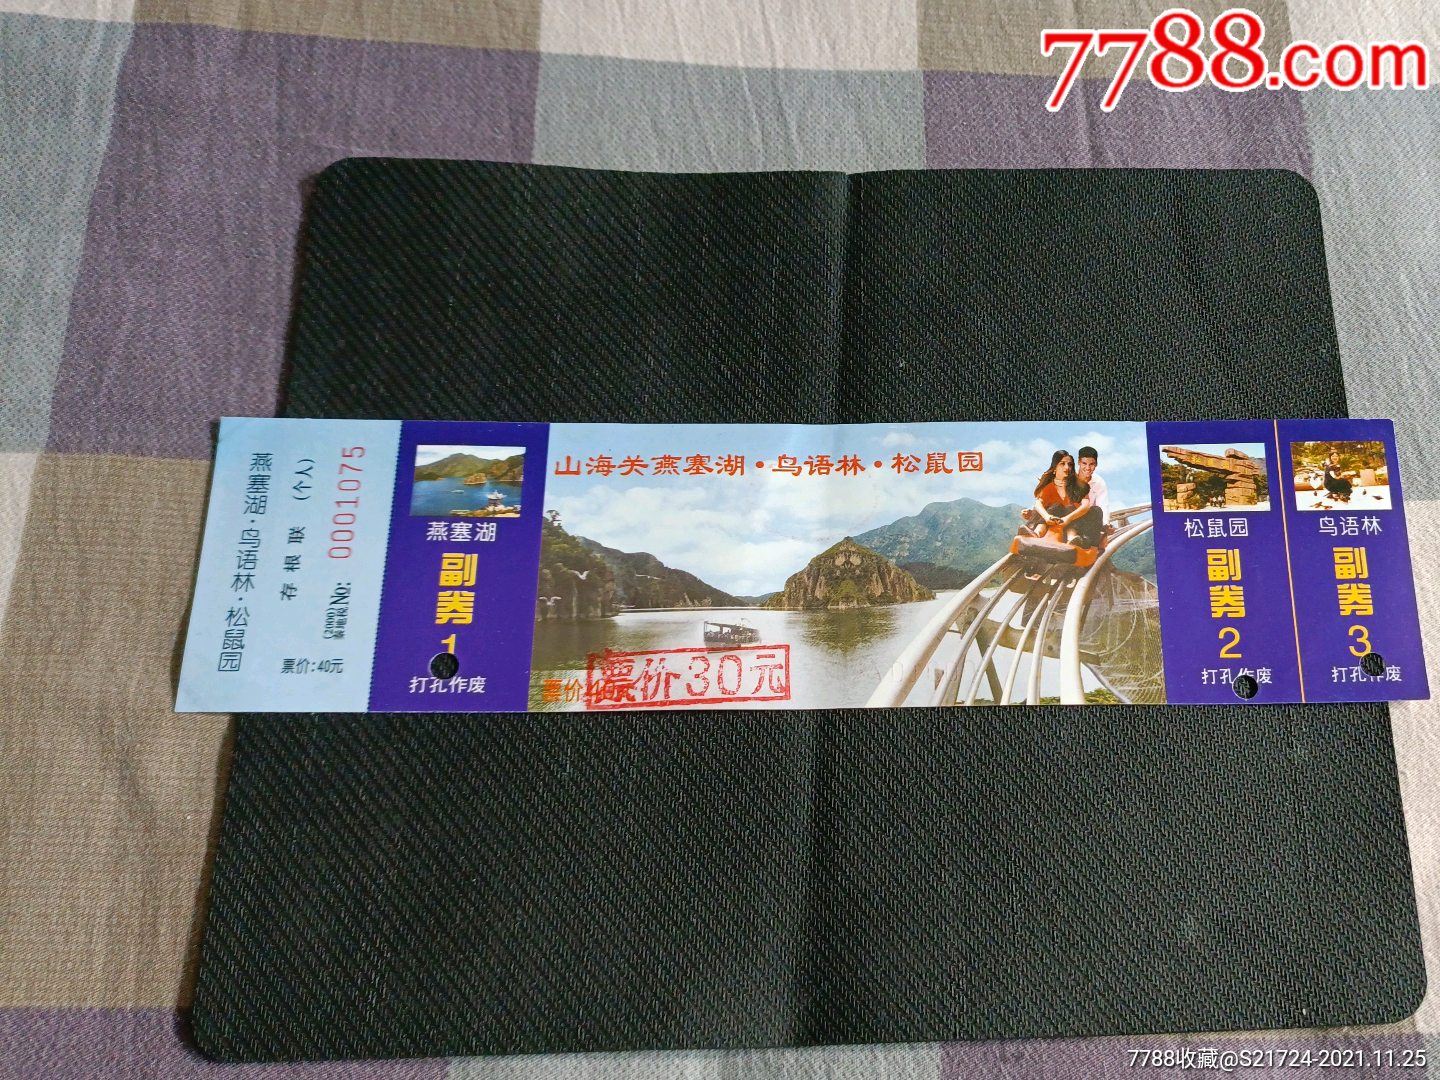 7788.com
燕塞湖·鸟语林·松鼠园
存根联 (个人)
票价:40元
(2000)
No:
0001075
燕塞湖
副券
1
打孔作废
山海关燕塞湖·鸟语林·松鼠园
票价
票价30元
松鼠园
副券
2
打孔作废
鸟语林
副券
3
打孔作废
7788收藏@S21724-2021.11.25